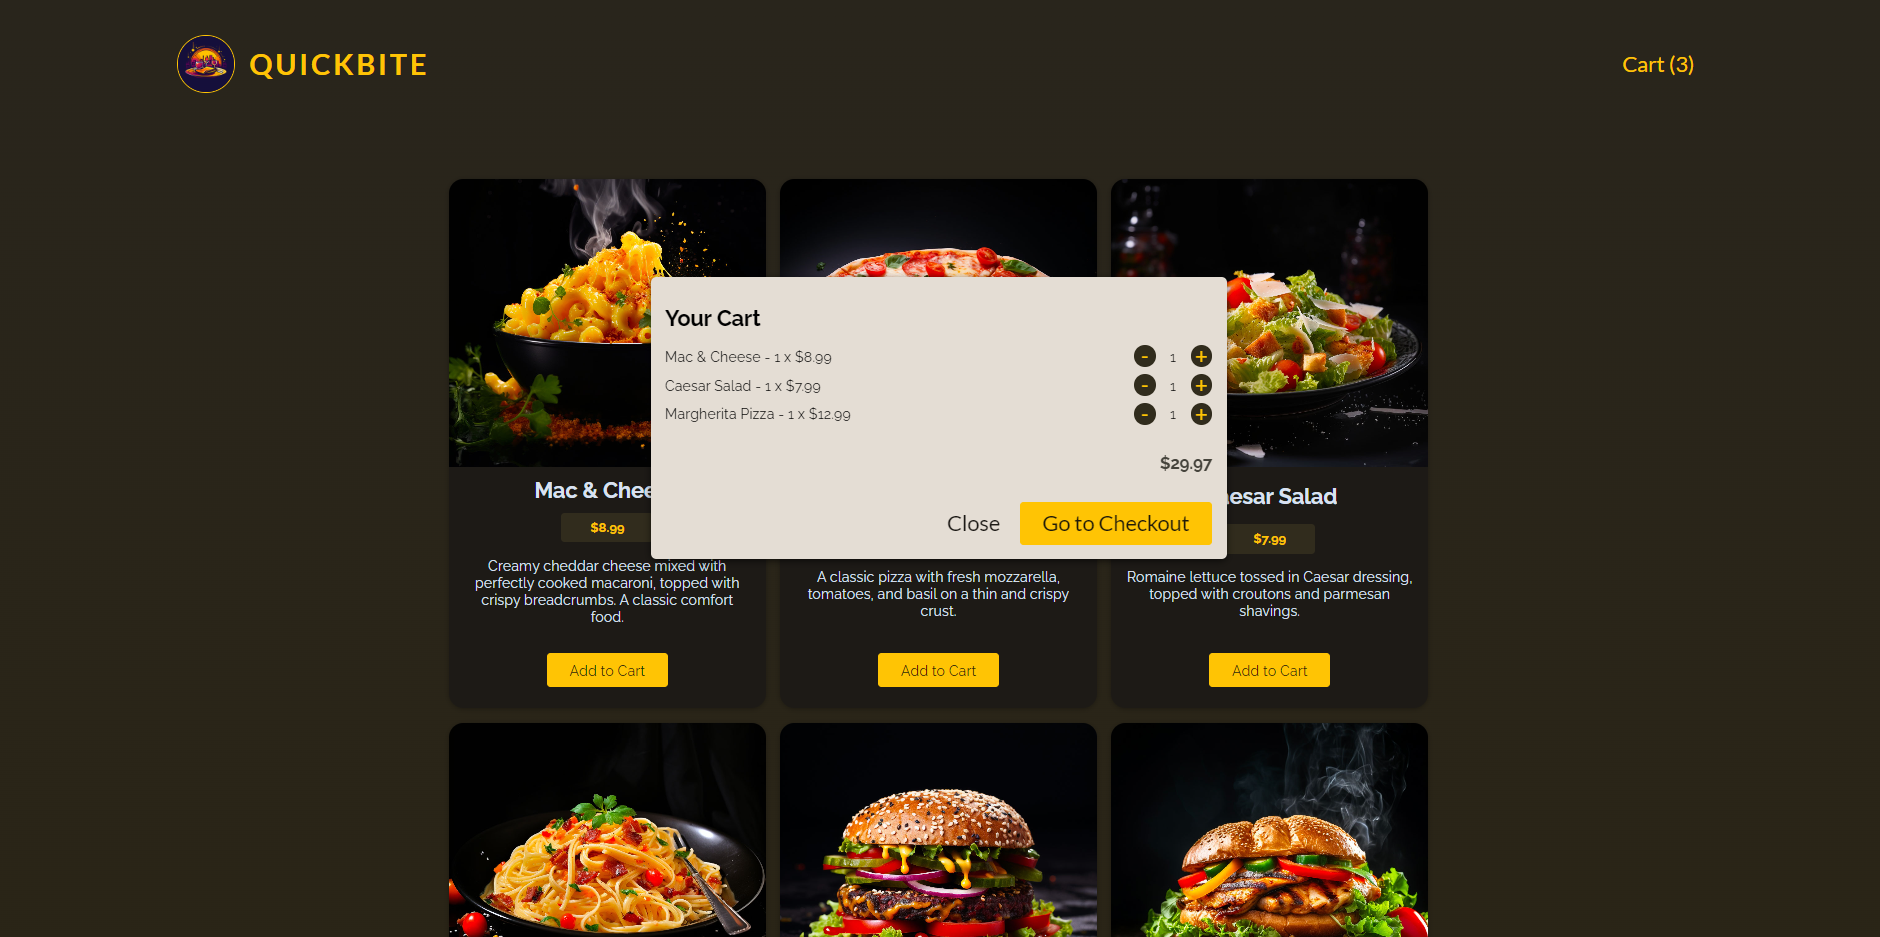 QUICKBITE
Cart (3)
Your Cart
Mac & Cheese - 1 x $8.99
- 1 +
Caesar Salad - 1 x $7.99
- 1 +
Margherita Pizza - 1 x $12.99
- 1 +
$29.97
Close
Go to Checkout
Mac & Chee
$8.99
Creamy cheddar cheese mixed with
perfectly cooked macaroni, topped with
crispy breadcrumbs. A classic comfort
food.
Add to Cart
A classic pizza with fresh mozzarella,
tomatoes, and basil on a thin and crispy
crust.
Add to Cart
esar Salad
$7.99
Romaine lettuce tossed in Caesar dressing,
topped with croutons and parmesan
shavings.
Add to Cart